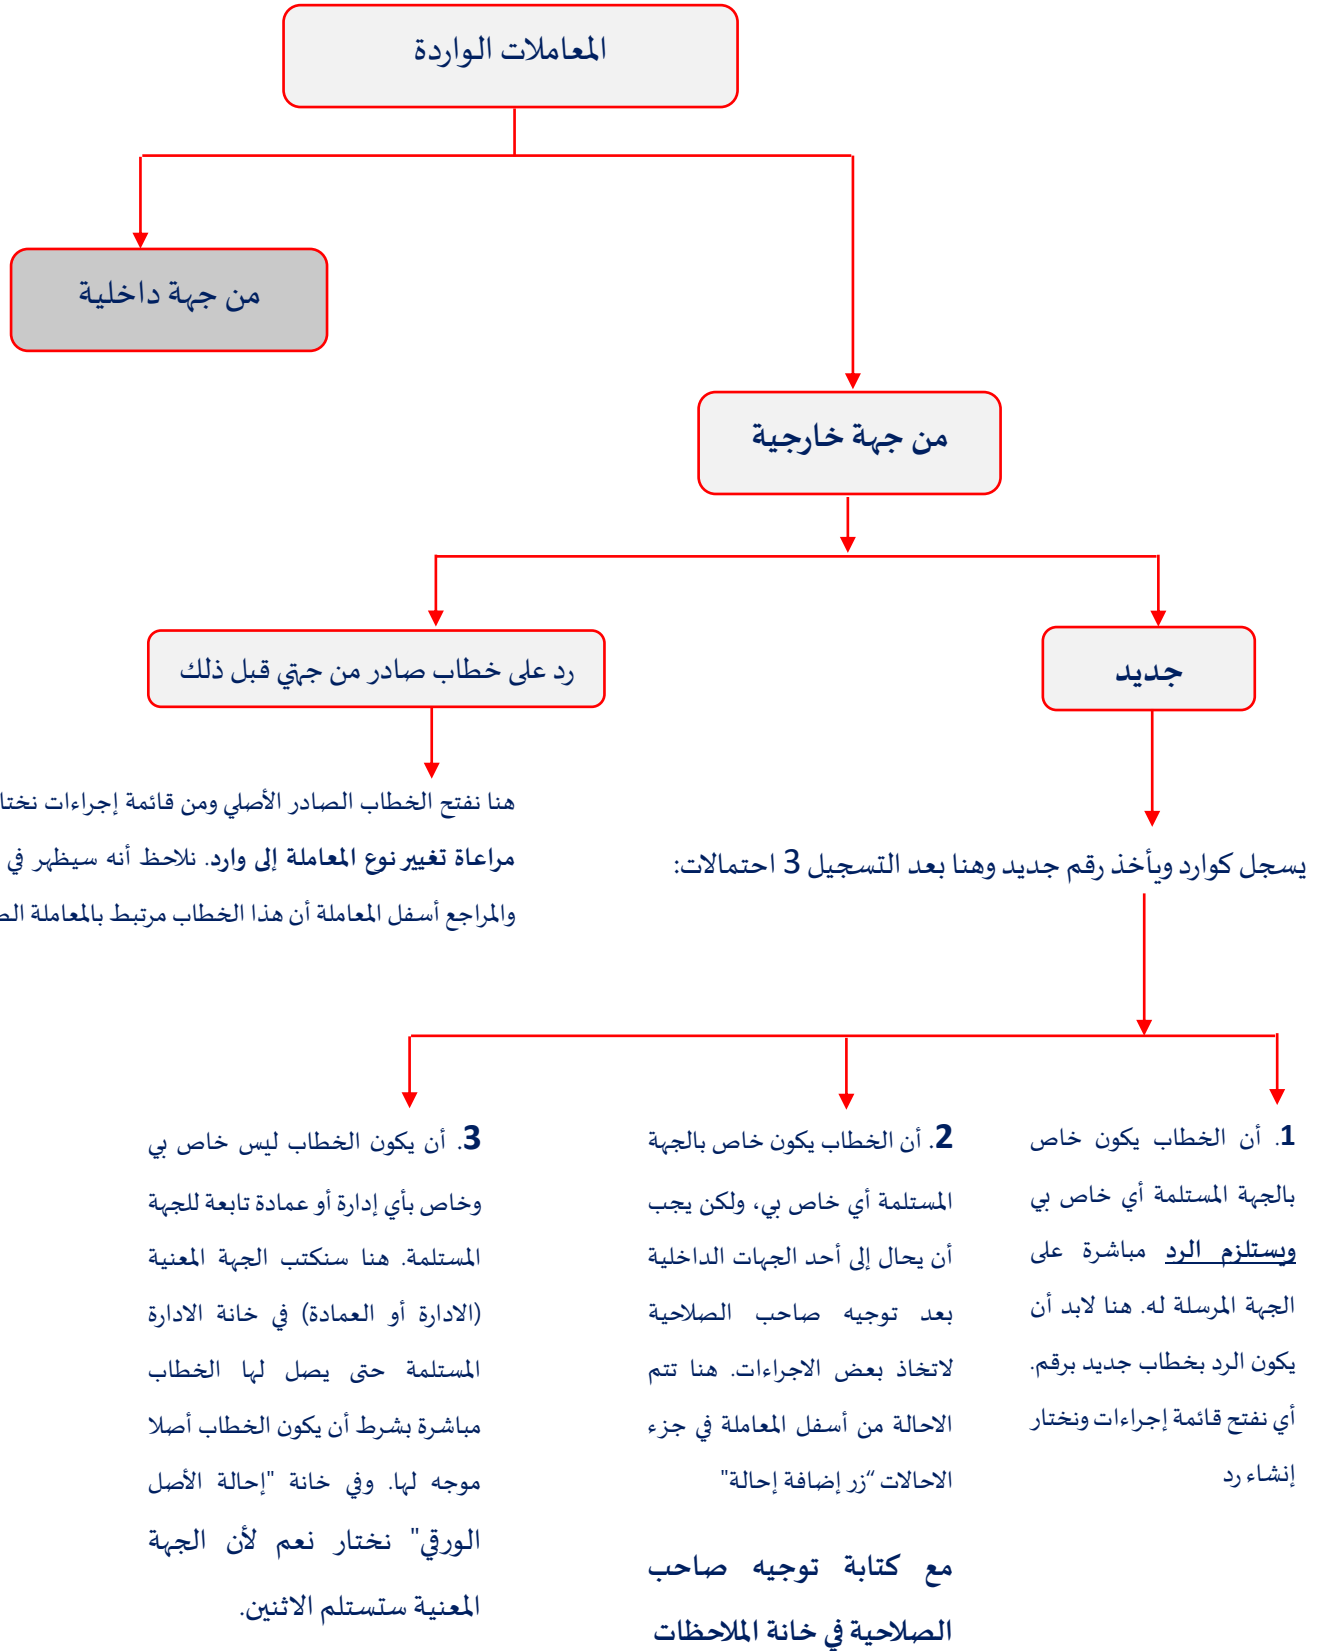 المعاملات الواردة
من جهة داخلية
من جهة خارجية
جديد
رد على خطاب صادر من جهتي قبل ذلك
هنا نفتح الخطاب الصادر الأصلي ومن قائمة إجراءات
مراعاة تغيير نوع المعاملة إلى وارد. نلاحظ أنه سيظهر في
والمراجع أسفل المعاملة أن هذا الخطاب مرتبط بالمعاملة
يسجل كوارد ويأخذ رقم جديد وهنا بعد التسجيل 3 احتمالات:
1. أن الخطاب يكون خاص
بالجهة المستلمة أي خاص بي
ويستلزم الرد مباشرة على
الجهة المرسلة له. هنا لابد أن
يكون الرد بخطاب جديد برقم.
أي نفتح قائمة إجراءات ونختار
إنشاء رد
2. أن الخطاب يكون خاص بالجهة
المستلمة أي خاص بي، ولكن يجب
أن يحال إلى أحد الجهات الداخلية
بعد توجيه صاحب الصلاحية
لاتخاذ بعض الاجراءات. هنا تتم
الاحالة من أسفل المعاملة في جزء
الاحالات "زر إضافة إحالة"
مع كتابة توجيه صاحب
الصلاحية في خانة الملاحظات
3. أن يكون الخطاب ليس خاص بي
وخاص بأي إدارة أو عمادة تابعة للجهة
المستلمة. هنا سنكتب الجهة المعنية
(الادارة أو العمادة) في خانة الادارة
المستلمة حتى يصل لها الخطاب
مباشرة بشرط أن يكون الخطاب أصلا
موجه لها. وفي خانة "إحالة الأصل
الورقي" نختار نعم لأن الجهة
المعنية ستستلم الاثنين.